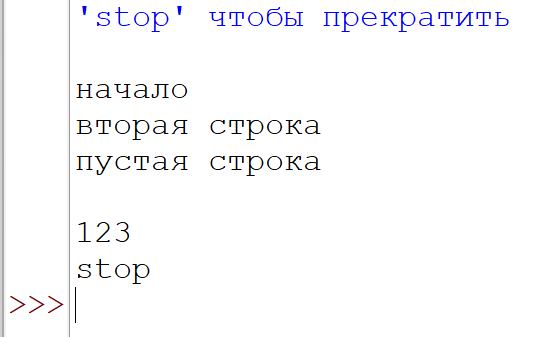 'stop' чтобы прекратить
начало
вторая строка
пустая строка
123
stop
>>>